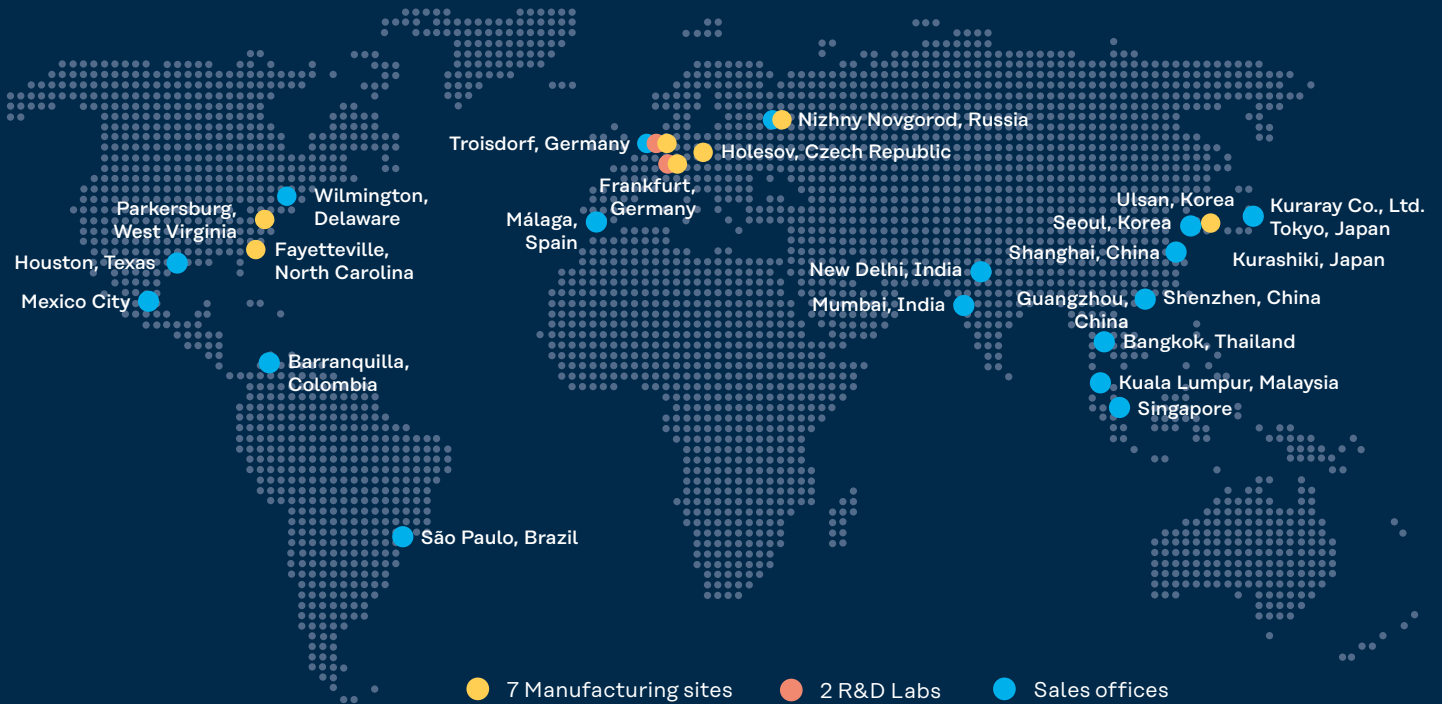 Nizhny Novgorod, Russia
Troisdorf, Germany
Holesov, Czech Republic
Frankfurt,
Germany
Wilmington,
Delaware
Parkersburg,
West Virginia
Málaga,
Spain
Ulsan, Korea
Seoul, Korea
Kuraray Co., Ltd.
Tokyo, Japan
Fayetteville,
North Carolina
Houston, Texas
Shanghai, China
Kurashiki, Japan
New Delhi, India
Mexico City
Mumbai, India
Guangzhou,
China
Shenzhen, China
Bangkok, Thailand
Barranquilla,
Colombia
Kuala Lumpur, Malaysia
Singapore
São Paulo, Brazil
7 Manufacturing sites
2 R&D Labs
Sales offices